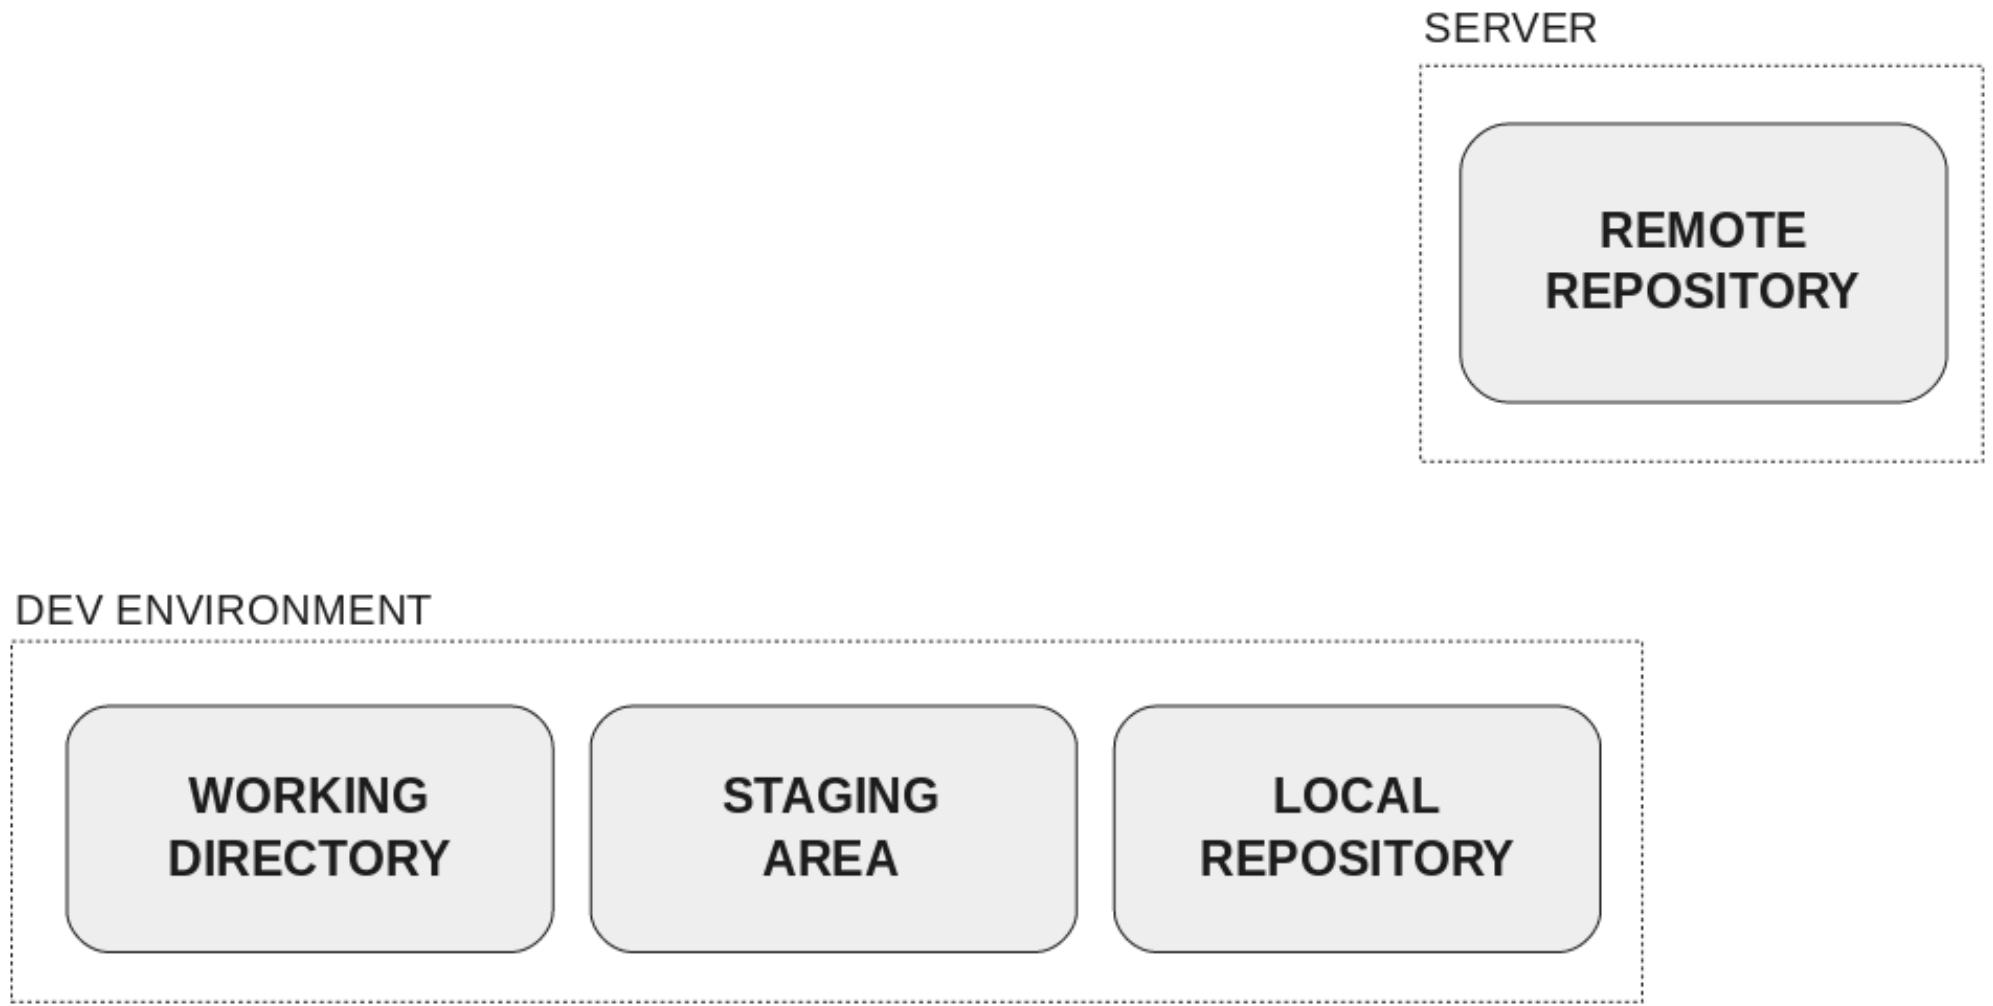 SERVER
REMOTE
REPOSITORY
DEV ENVIRONMENT
WORKING
DIRECTORY
STAGING
AREA
LOCAL
REPOSITORY